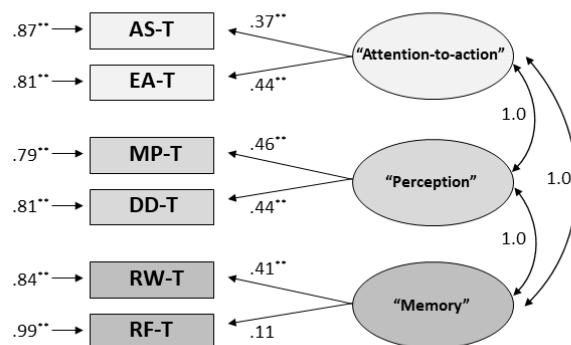 .87** AS-T .37**
"Attention-to-action"
.81** EA-T .44**
1.0
.79** MP-T .46**
"Perception" 1.0
.81** DD-T .44**
1.0
.84** RW-T .41**
"Memory"
.99** RF-T .11